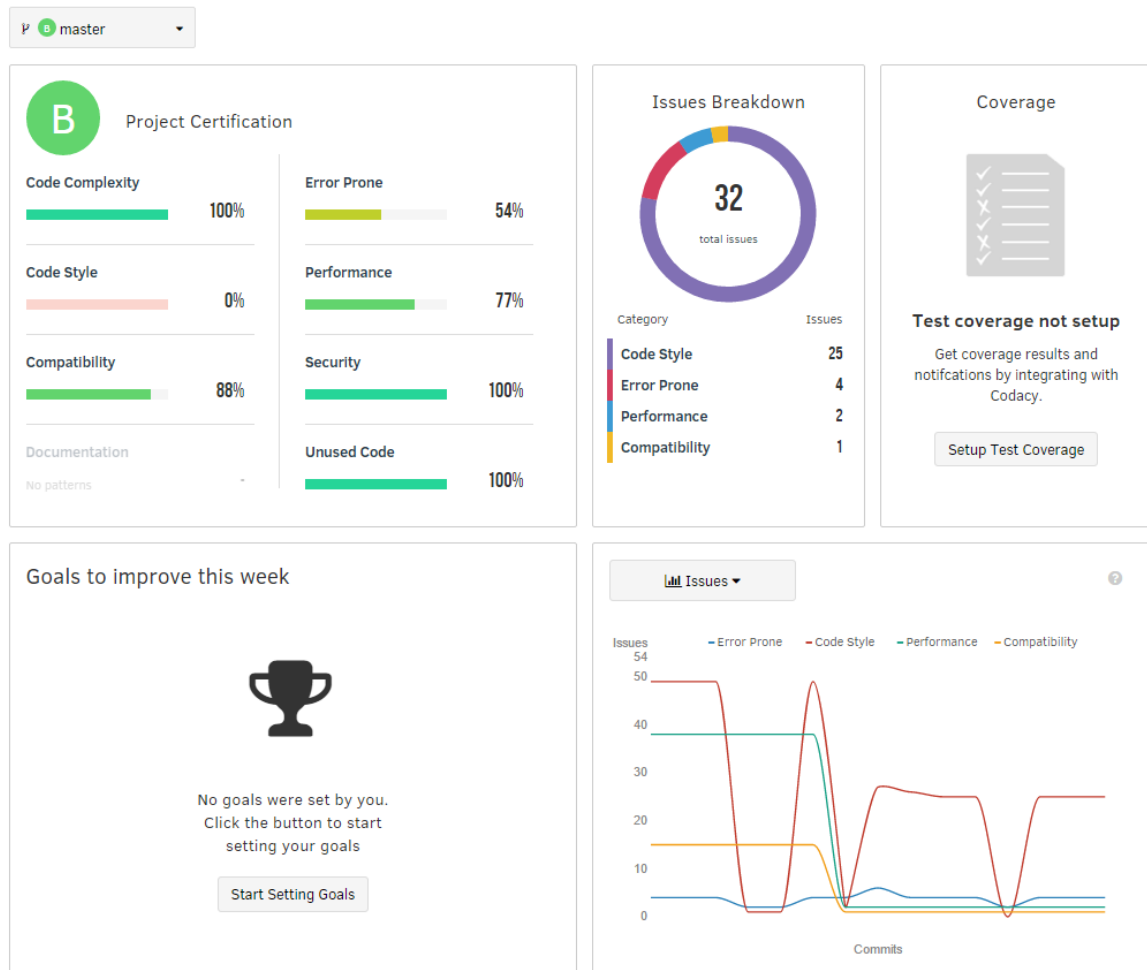 B master
B
Project Certification
Code Complexity
100%
Error Prone
54%
Code Style
0%
Performance
77%
Compatibility
88%
Security
100%
Documentation
No patterns
-
Unused Code
100%
Issues Breakdown
32
total issues
Category Issues
Code Style 25
Error Prone 4
Performance 2
Compatibility 1
Coverage
Test coverage not setup
Get coverage results and
notifcations by integrating with
Codacy.
Setup Test Coverage
Goals to improve this week
No goals were set by you.
Click the button to start
setting your goals
Start Setting Goals
Issues
?
Issues
Error Prone Code Style Performance Compatibility
54
50
40
30
20
10
0
Commits